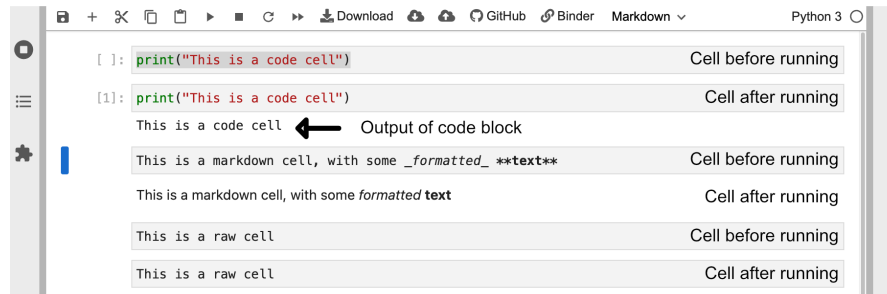 Download GitHub Binder Markdown Python 3
[ ]: print("This is a code cell") Cell before running
[1]: print("This is a code cell") Cell after running
This is a code cell Output of code block
This is a markdown cell, with some _formatted_ **text** Cell before running
This is a markdown cell, with some formatted text Cell after running
This is a raw cell Cell before running
This is a raw cell Cell after running